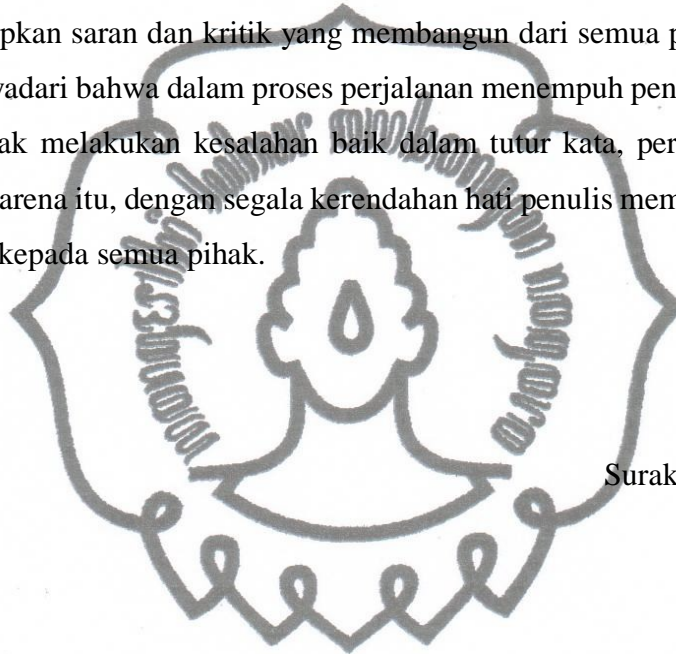 pkan saran dan kritik yang membangun dari semua p
adari bahwa dalam proses perjalanan menempuh pen
ak melakukan kesalahan baik dalam tutur kata, per
arena itu, dengan segala kerendahan hati penulis mem
kepada semua pihak.
Surak